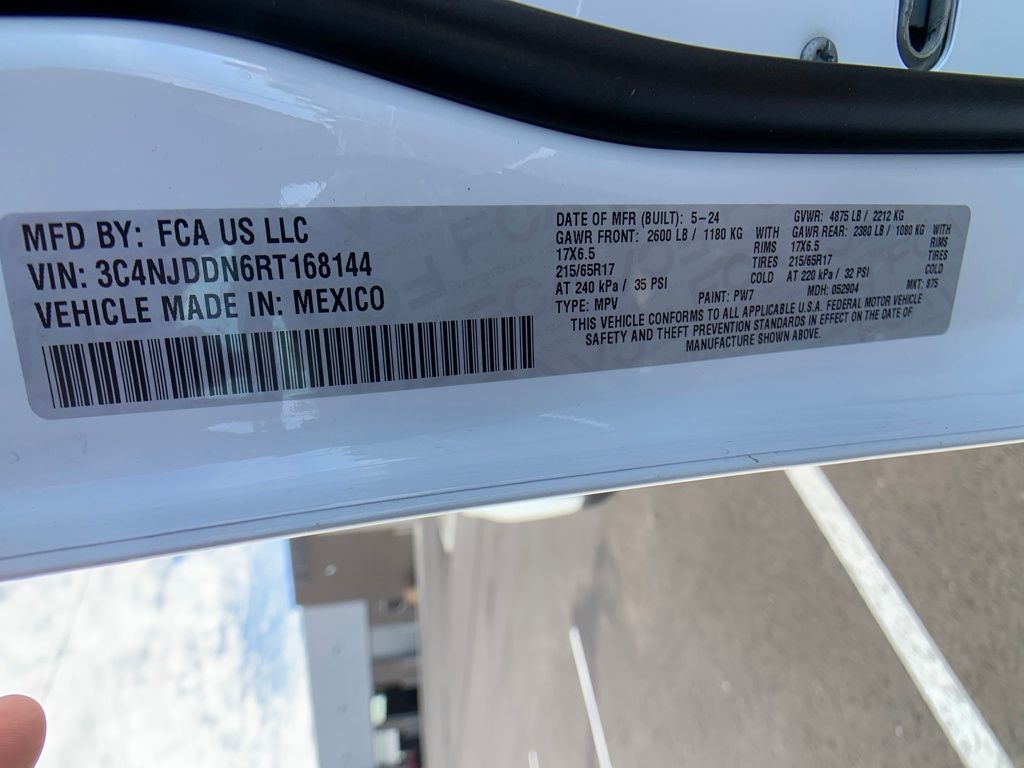 MFD BY: FCA US LLC
VIN: 3C4NJDDN6RT168144
VEHICLE MADE IN: MEXICO
DATE OF MFR (BUILT): 5-24 GVWR: 4875 LB / 2212 KG
GAWR FRONT: 2600 LB / 1180 KG WITH GAWR REAR: 2380 LB / 1080 KG WITH
17X6.5 RIMS 17X6.5 RIMS
215/65R17 TIRES 215/65R17 TIRES
AT 240 kPa / 35 PSI COLD AT 220 kPa / 32 PSI COLD
TYPE: MPV PAINT: PW7 MDH: 052904 MKT: 875
THIS VEHICLE CONFORMS TO ALL APPLICABLE U.S.A. FEDERAL MOTOR VEHICLE
SAFETY AND THEFT PREVENTION STANDARDS IN EFFECT ON THE DATE OF
MANUFACTURE SHOWN ABOVE.